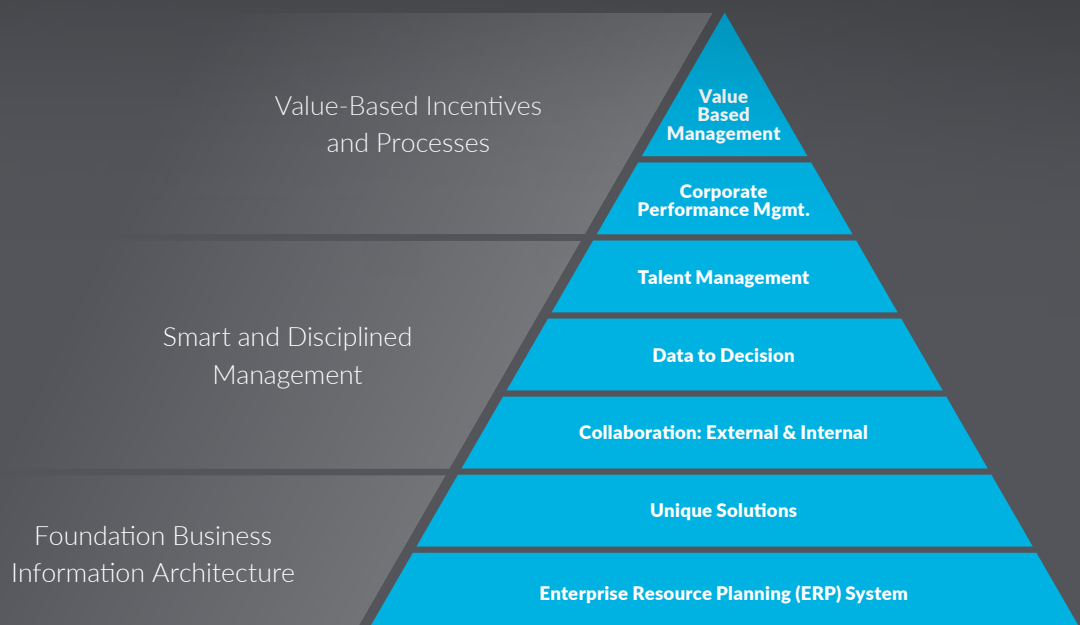 Value-Based Incentives
and Processes
Value
Based
Management
Corporate
Performance Mgmt.
Smart and Disciplined
Management
Talent Management
Data to Decision
Collaboration: External & Internal
Foundation Business
Information Architecture
Unique Solutions
Enterprise Resource Planning (ERP) System